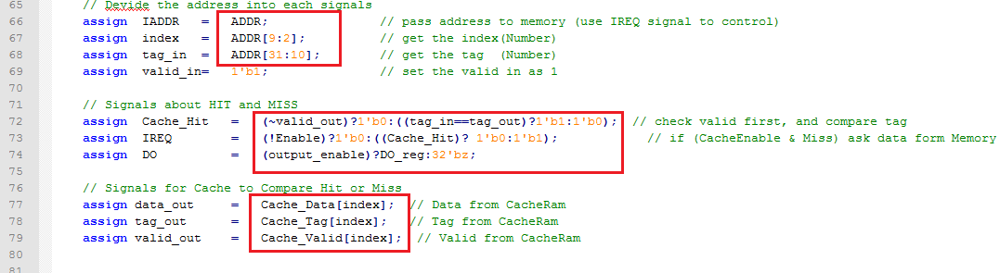 65 // Devide the address into each signals
66 assign IADDR = ADDR; // pass address to memory (use IREQ signal to control)
67 assign index = ADDR[9:2]; // get the index(Number)
68 assign tag_in = ADDR[31:10]; // get the tag (Number)
69 assign valid_in= 1'b1; // set the valid in as 1
70
71 // Signals about HIT and MISS
72 assign Cache_Hit = (~valid_out)?1'b0:((tag_in==tag_out)?1'b1:1'b0); // check valid first, and compare tag
73 assign IREQ = (!Enable)?1'b0:((Cache_Hit)? 1'b0:1'b1); // if (CacheEnable & Miss) ask data form Memory
74 assign DO = (output_enable)?DO_reg:32'bz;
75
76 // Signals for Cache to Compare Hit or Miss
77 assign data_out = Cache_Data[index]; // Data from CacheRam
78 assign tag_out = Cache_Tag[index]; // Tag from CacheRam
79 assign valid_out = Cache_Valid[index]; // Valid from CacheRam
80
81